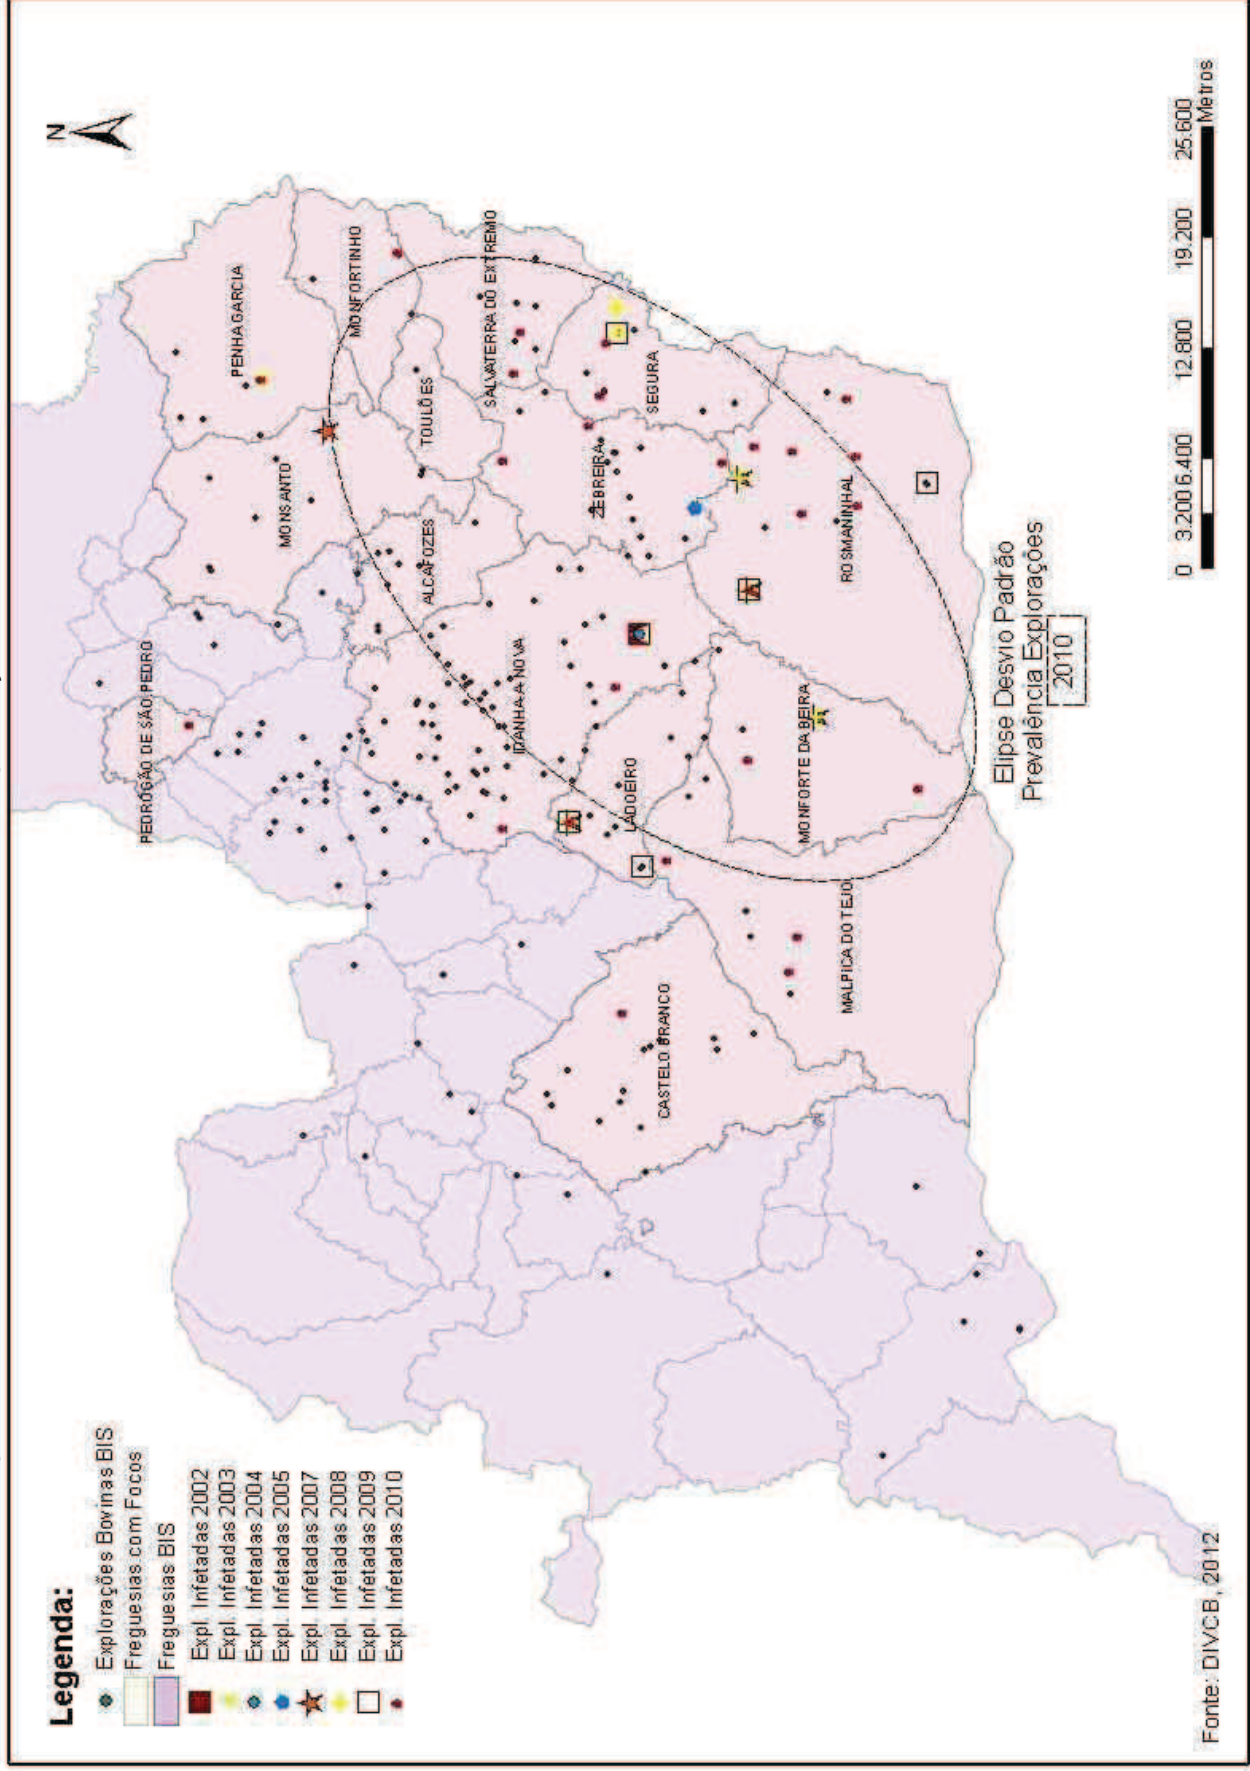 N
PENHA GARCIA
MONFORTINHO
MONSANTO
TOULÕES
SALVATERRA DO EXTREMO
PEDRÓGÃO DE SÃO PEDRO
ALCAFOZES
ZEBREIRA
SEGURA
IDANHA A NOVA
LADOEIRO
ROSMANINHAL
MONFORTE DA BEIRA
CASTELO BRANCO
MALPICA DO TEJO
Elipse Desvio Padrão
Prevalência Explorações
2010
Legenda:
Explorações Bovinas BIS
Freguesias com Focos
Freguesias BIS
Expl. Infetadas 2002
Expl. Infetadas 2003
Expl. Infetadas 2004
Expl. Infetadas 2005
Expl. Infetadas 2007
Expl. Infetadas 2008
Expl. Infetadas 2009
Expl. Infetadas 2010
0 3.200 6.400 12.800 19.200 25.600
Metros
Fonte: DIVCB, 2012